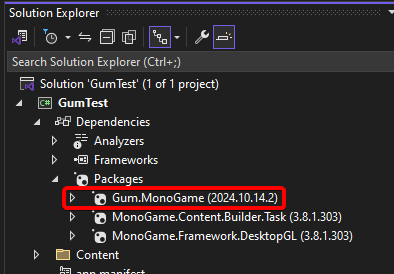 Solution Explorer
Search Solution Explorer (Ctrl+;)
Solution 'GumTest' (1 of 1 project)
C# GumTest
Dependencies
Analyzers
Frameworks
Packages
Gum.MonoGame (2024.10.14.2)
MonoGame.Content.Builder.Task (3.8.1.303)
MonoGame.Framework.DesktopGL (3.8.1.303)
Content
app.manifest